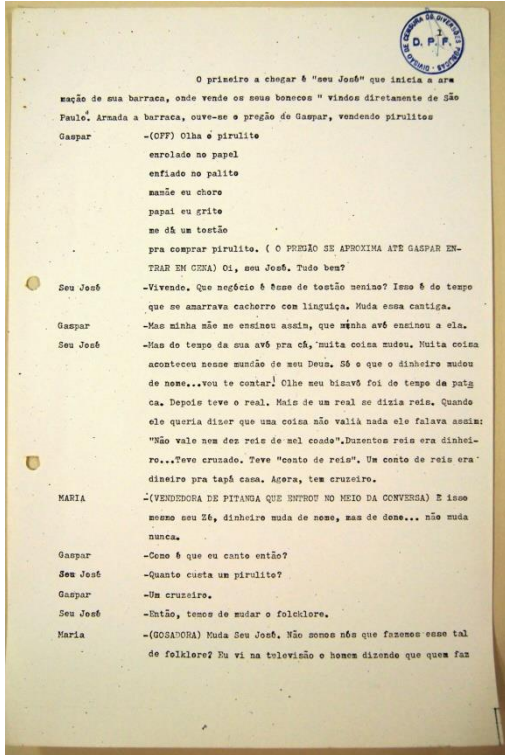 DIVISÃO DE CENSURA DE DIVERSÕES PÚBLICAS
D. P. F.
O primeiro a chegar é "seu José" que inicia a arm
mação de sua barraca, onde vende os seus bonecos " vindos diretamente de São
Paulo". Armada a barraca, ouve-se o pregão de Gaspar, vendendo pirulitos
Gaspar -(OFF) Olha o pirulito
enrolado no papel
enfiado no palito
mamãe eu choro
papai eu grito
me dá um tostão
pra comprar pirulito. ( O PREGÃO SE APROXIMA ATÉ GASPAR EN-
TRAR EM CENA) Oi, seu José. Tudo bem?
Seu José -Vivendo. Que negócio é êsse de tostão menino? Isso é do tempo
que se amarrava cachorro com linguiça. Muda essa cantiga.
Gaspar -Mas minha mãe me ensinou assim, que minha avó ensinou a ela.
Seu José -Mas do tempo da sua avó pra cá, muita coisa mudou. Muita coisa
aconteceu nesse mundão de meu Deus. Só o que o dinheiro mudou
de nome...vou te contar! Olhe meu bisavô foi do tempo da pata
ca. Depois teve o real. Mais de um real se dizia reis. Quando
ele queria dizer que uma coisa não valia nada ele falava assim:
"Não vale nem dez reis de mel coado".Duzentos reis era dinhei-
ro...Teve cruzado. Teve "conto de reis". Um conto de reis era
dineiro pra tapá casa. Agora, tem cruzeiro.
MARIA -(VENDEDORA DE PITANGA QUE ENTROU NO MEIO DA CONVERSA) E isso
mesmo seu Zé, dinheiro muda de nome, mas de dono... não muda
nunca.
Gaspar -Como é que eu canto então?
Seu José -Quanto custa um pirulito?
Gaspar -Um cruzeiro.
Seu José -Então, temos de mudar o folcklore.
Maria -(GOSADORA) Muda Seu José. Não somos nós que fazemos esse tal
de folklore? Eu vi na televisão o homem dizendo que quem faz